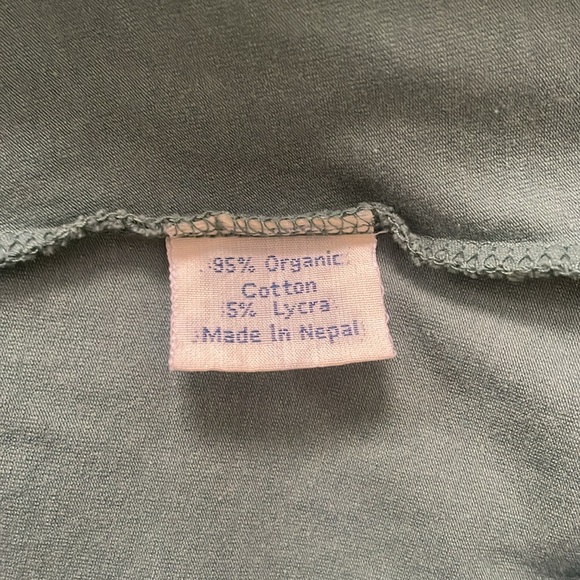 95% Organic
Cotton
5% Lycra
Made In Nepal